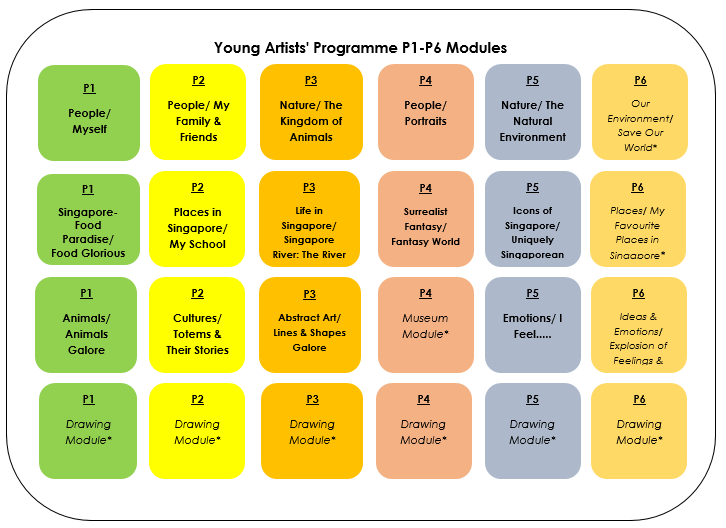 Young Artists' Programme P1-P6 Modules
P1
People/
Myself
P2
People/ My
Family &
Friends
P3
Nature/ The
Kingdom of
Animals
P4
People/
Portraits
P5
Nature/ The
Natural
Environment
P6
Our
Environment/
Save Our
World*
P1
Singapore-
Food
Paradise/
Food Glorious
P2
Places in
Singapore/
My School
P3
Life in
Singapore/
Singapore
River: The River
P4
Surrealist
Fantasy/
Fantasy World
P5
Icons of
Singapore/
Uniquely
Singaporean
P6
Places/ My
Favourite
Places in
Singapore*
P1
Animals/
Animals
Galore
P2
Cultures/
Totems &
Their Stories
P3
Abstract Art/
Lines & Shapes
Galore
P4
Museum
Module*
P5
Emotions/ I
Feel.....
P6
Ideas &
Emotions/
Explosion of
Feelings &
P1
Drawing
Module*
P2
Drawing
Module*
P3
Drawing
Module*
P4
Drawing
Module*
P5
Drawing
Module*
P6
Drawing
Module*